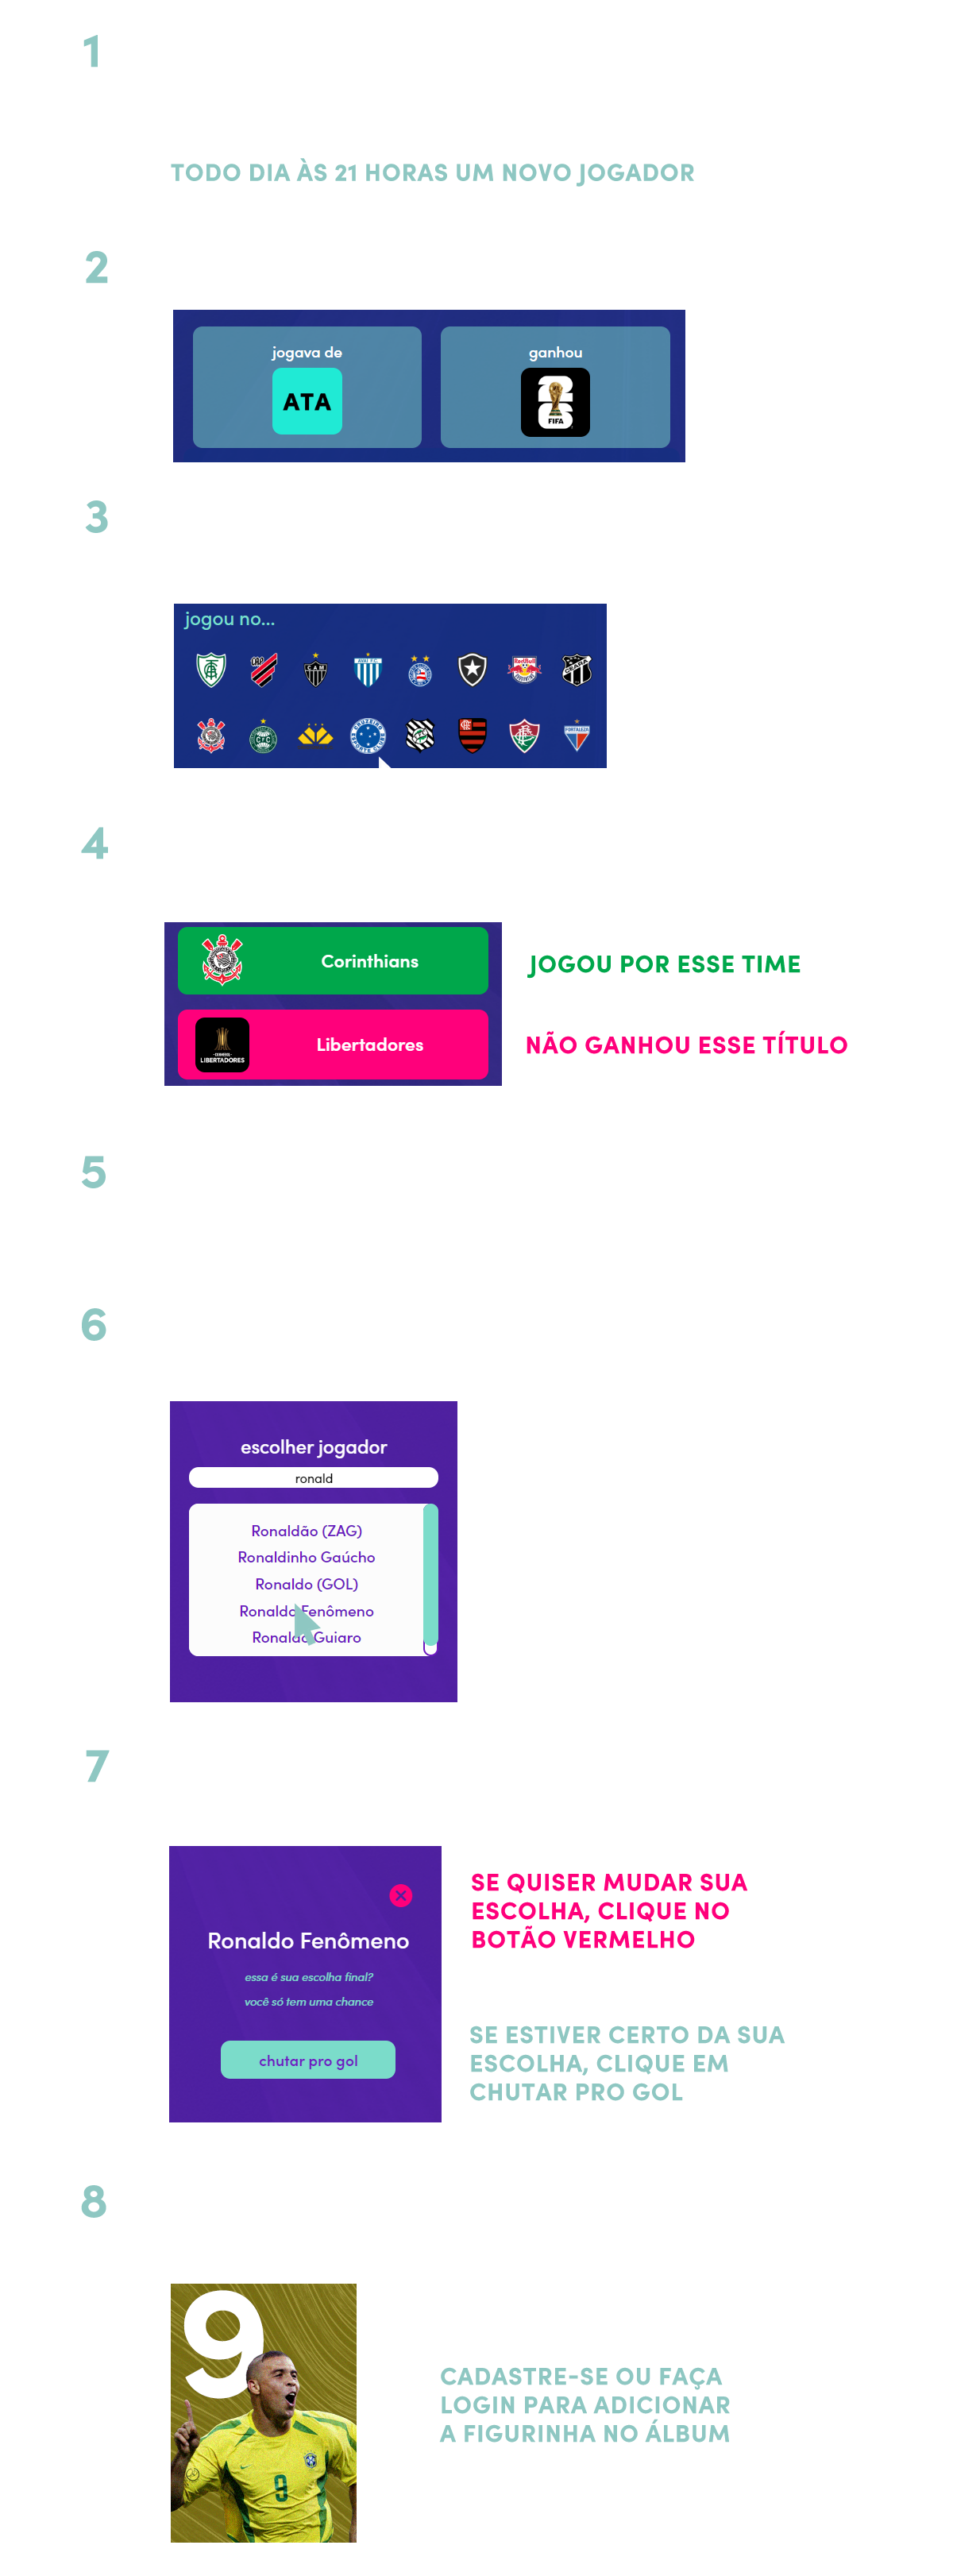 1
TODO DIA ÀS 21 HORAS UM NOVO JOGADOR
2
jogava de
ganhou
ATA
FIFA
3
jogou no...
4
Corinthians
JOGOU POR ESSE TIME
LIBERTADORES
Libertadores
NÃO GANHOU ESSE TÍTULO
5
6
escolher jogador
ronald
Ronaldão (ZAG)
Ronaldinho Gaúcho
Ronaldo (GOL)
Ronaldo Fenômeno
Ronaldo Guiaro
7
SE QUISER MUDAR SUA
ESCOLHA, CLIQUE NO
BOTÃO VERMELHO
Ronaldo Fenômeno
essa é sua escolha final?
você só tem uma chance
chutar pro gol
SE ESTIVER CERTO DA SUA
ESCOLHA, CLIQUE EM
CHUTAR PRO GOL
8
9
9
CADASTRE-SE OU FAÇA
LOGIN PARA ADICIONAR
A FIGURINHA NO ÁLBUM